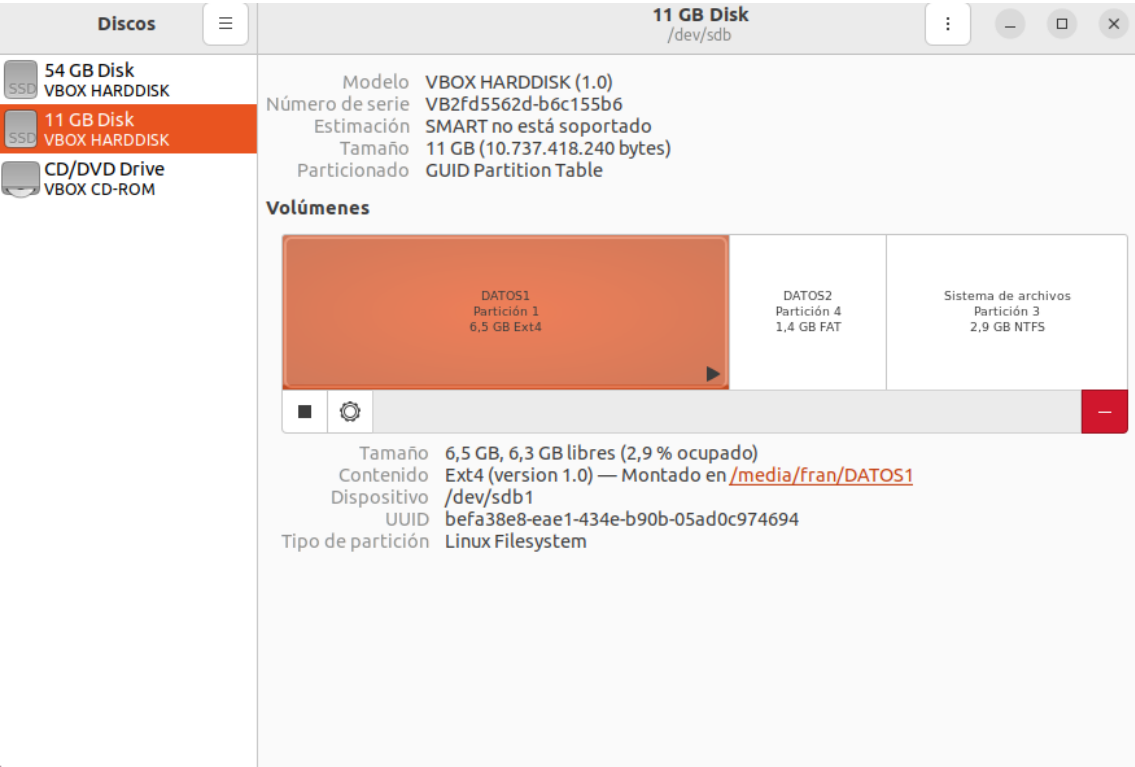 Discos
11 GB Disk
/dev/sdb
54 GB Disk
VBOX HARDDISK
SSD
11 GB Disk
VBOX HARDDISK
SSD
CD/DVD Drive
VBOX CD-ROM
Modelo VBOX HARDDISK (1.0)
Número de serie VB2fd5562d-b6c155b6
Estimación SMART no está soportado
Tamaño 11 GB (10.737.418.240 bytes)
Particionado GUID Partition Table
Volúmenes
DATOS1
Partición 1
6,5 GB Ext4
DATOS2
Partición 4
1,4 GB FAT
Sistema de archivos
Partición 3
2,9 GB NTFS
Tamaño 6,5 GB, 6,3 GB libres (2,9 % ocupado)
Contenido Ext4 (version 1.0) — Montado en /media/fran/DATOS1
Dispositivo /dev/sdb1
UUID befa38e8-eae1-434e-b90b-05ad0c974694
Tipo de partición Linux Filesystem